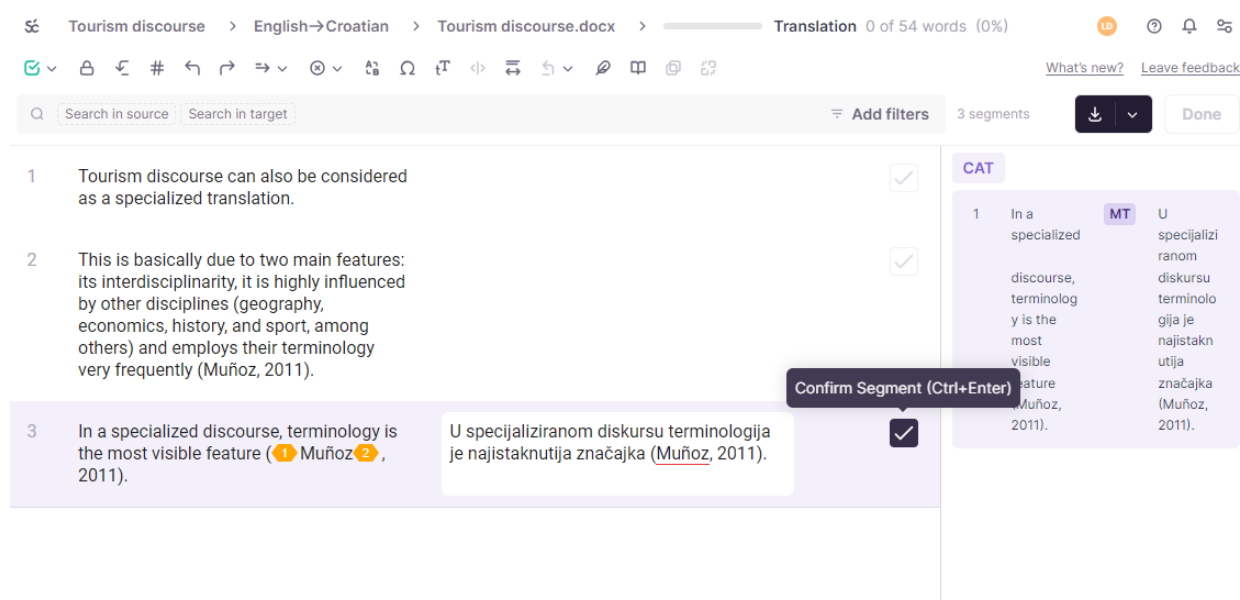 Tourism discourse > English→Croatian > Tourism discourse.docx > Translation 0 of 54 words (0%) LD
What's new? Leave feedback
Search in source Search in target Add filters 3 segments Done
1 Tourism discourse can also be considered
as a specialized translation.
2 This is basically due to two main features:
its interdisciplinarity, it is highly influenced
by other disciplines (geography,
economics, history, and sport, among
others) and employs their terminology
very frequently (Muñoz, 2011).
Confirm Segment (Ctrl+Enter)
3 In a specialized discourse, terminology is
the most visible feature (1 Muñoz 2 ,
2011).
U specijaliziranom diskursu terminologija
je najistaknutija značajka (Muñoz, 2011).
CAT
1
In a
specialized
discourse,
terminolog
y is the
most
visible
feature
(Muñoz,
2011).
MT
U
specijalizi
ranom
diskursu
terminolo
gija je
najistakn
utija
značajka
(Muñoz,
2011).